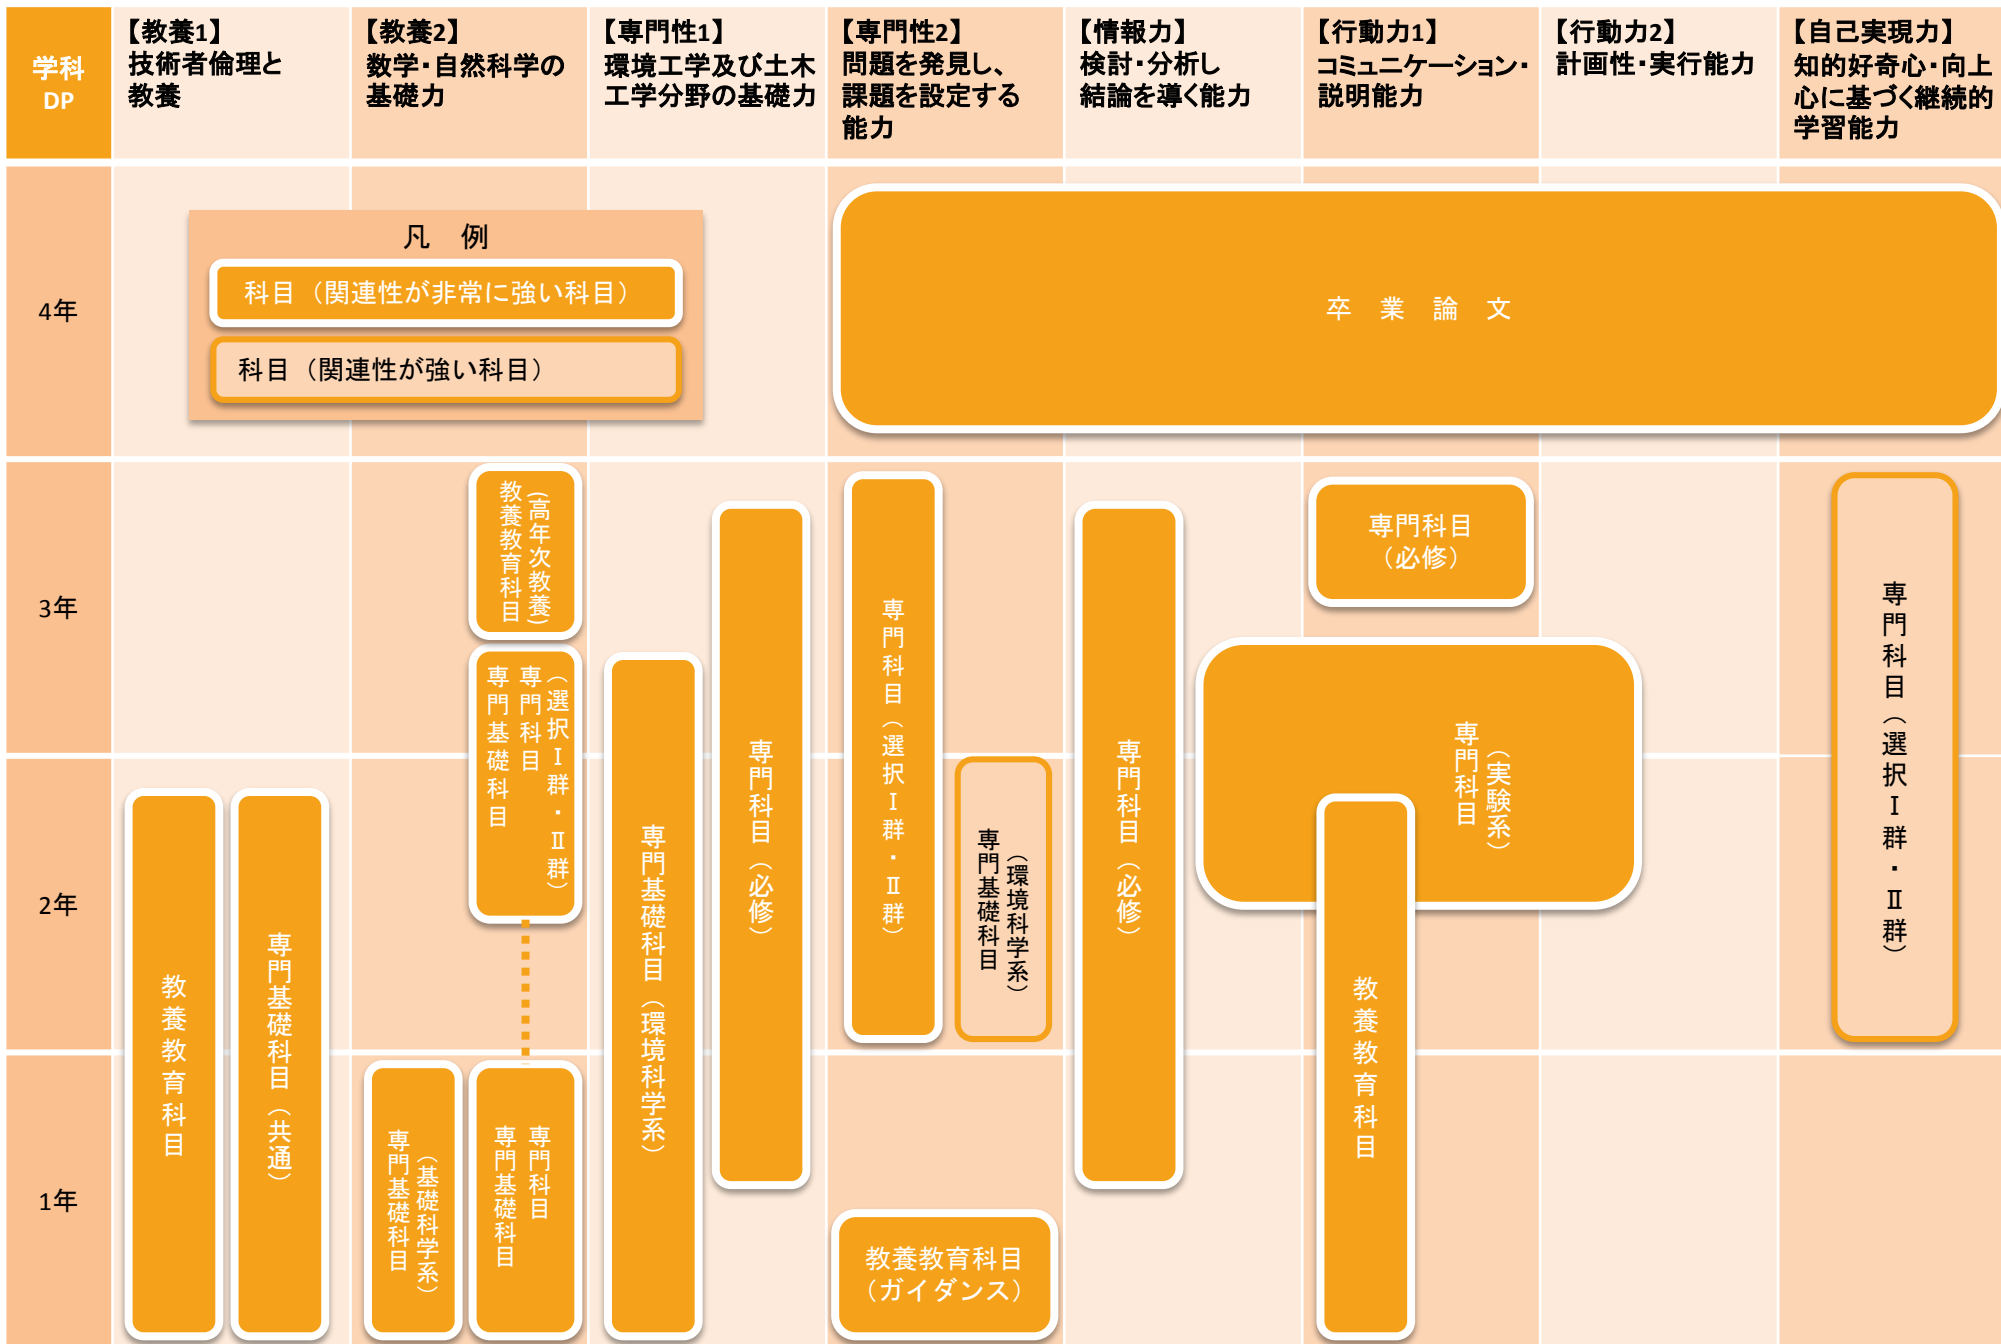 学科
DP
【教養1】
技術者倫理と
教養
【教養2】
数学・自然科学の
基礎力
【専門性1】
環境工学及び土木
工学分野の基礎力
【専門性2】
問題を発見し、
課題を設定する
能力
【情報力】
検討・分析し
結論を導く能力
【行動力1】
コミュニケーション・
説明能力
【行動力2】
計画性・実行能力
【自己実現力】
知的好奇心・向上
心に基づく継続的
学習能力
4年
凡　例
科目（関連性が非常に強い科目）
科目（関連性が強い科目）
卒　業　論　文
3年
教養教育科目
(高年次教養)
専門基礎科目
専門科目
（選択Ⅰ群・Ⅱ群）
専門基礎科目（環境科学系）
専門科目（必修）
専門科目（選択Ⅰ群・Ⅱ群）
専門基礎科目
（環境科学系）
専門科目（必修）
専門科目
（必修）
専門科目
（実験系）
専門科目（選択Ⅰ群・Ⅱ群）
2年
教養教育科目
専門基礎科目（共通）
教養教育科目
1年
専門基礎科目
（基礎科学系）
専門基礎科目
専門科目
教養教育科目
（ガイダンス）